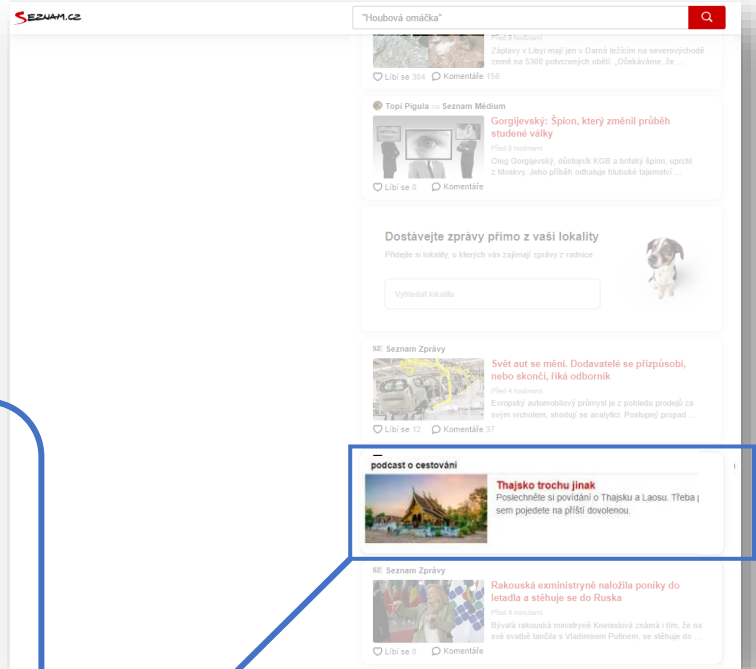 SEZNAM.CZ
"Houbová omáčka"
Před 9 hodinami
Záplavy v Libyi mají jen v Darná ležícím na severovýchodě
země na 5300 potvrzených obětí. „Očekáváme, že ...
Líbí se 304 Komentáře 156
Topi Pigula na Seznam Médium
Gorgijevský: Špion, který změnil průběh
studené války
Před 8 hodinami
Oleg Gorgijevský, důstojník KGB a britský špion, uprchl
z Moskvy. Jeho příběh odhaluje hluboké tajemství ...
Líbí se 8 Komentáře
Dostávejte zprávy přímo z vaší lokality
Přidejte si lokality, u kterých vás zajímají zprávy z radnice
Vyhledat lokalitu
SZ Seznam Zprávy
Svět aut se mění. Dodavatelé se přizpůsobí,
nebo skončí, říká odborník
Před 4 hodinami
Evropský automobilový průmysl je z pohledu prodejů za
svým vrcholem, shodují se analytici. Postupný propad ...
Líbí se 12 Komentáře 37
podcast o cestování
Thajsko trochu jinak
Poslechněte si povídání o Thajsku a Laosu. Třeba
sem pojedete na příští dovolenou.
SZ Seznam Zprávy
Rakouská exministryně naložila poníky do
letadla a stěhuje se do Ruska
Před 4 minutami
Bývalá rakouská ministryně Kneisslová známá i tím, že na
své svatbě tančila s Vladimirem Putinem, se stěhuje do ...
Líbí se 8 Komentáře